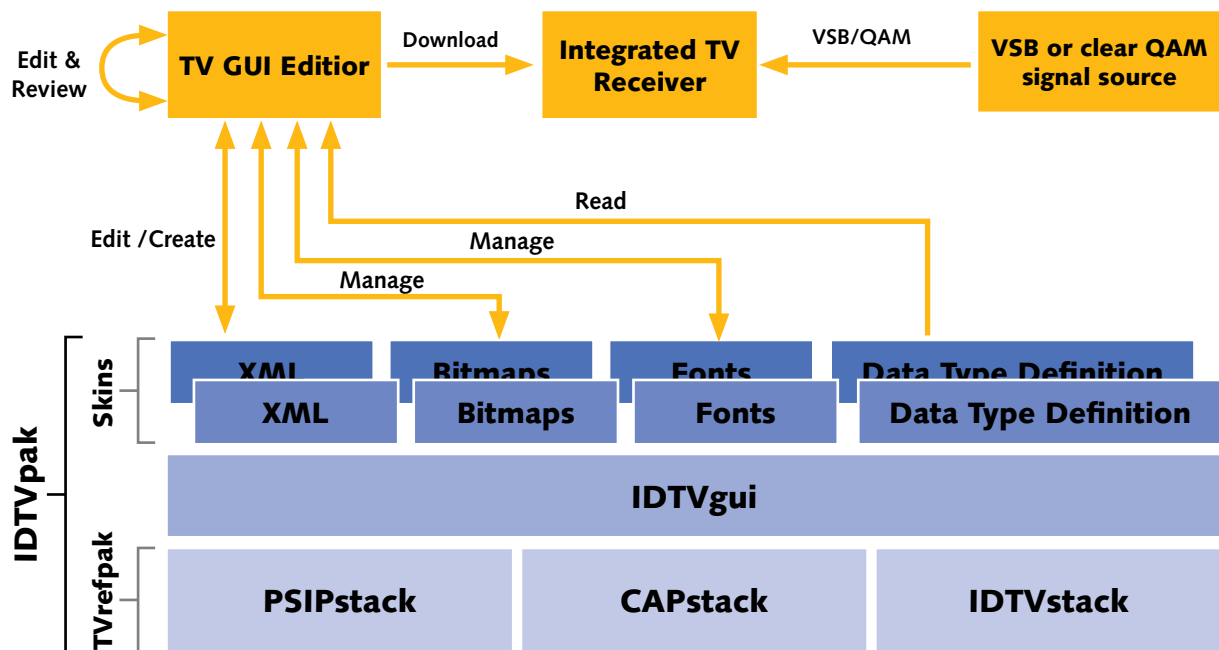 Edit &
Review
TV GUI Editior
Download
Integrated TV
Receiver
VSB/QAM
VSB or clear QAM
signal source
Read
Edit /Create
Manage
Manage
IDTVpak
Skins
XML
Bitmaps
Fonts
Data Type Definition
XML
Bitmaps
Fonts
Data Type Definition
IDTVgui
TVrefpak
PSIPstack
CAPstack
IDTVstack